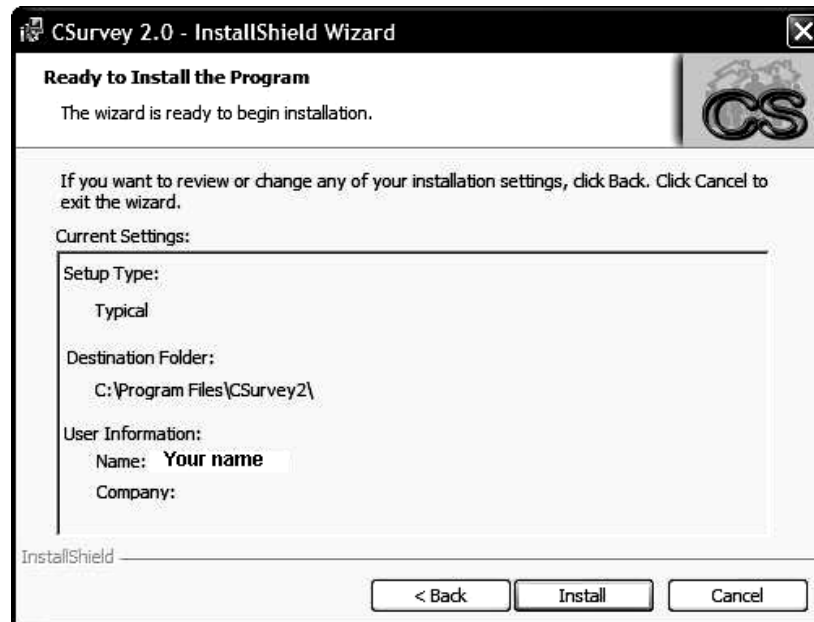 CSurvey 2.0 - InstallShield Wizard
Ready to Install the Program
The wizard is ready to begin installation.
CS
If you want to review or change any of your installation settings, click Back. Click Cancel to
exit the wizard.
Current Settings:
Setup Type:
Typical
Destination Folder:
C:\Program Files\CSurvey2\
User Information:
Name: Your name
Company:
InstallShield
< Back Install Cancel